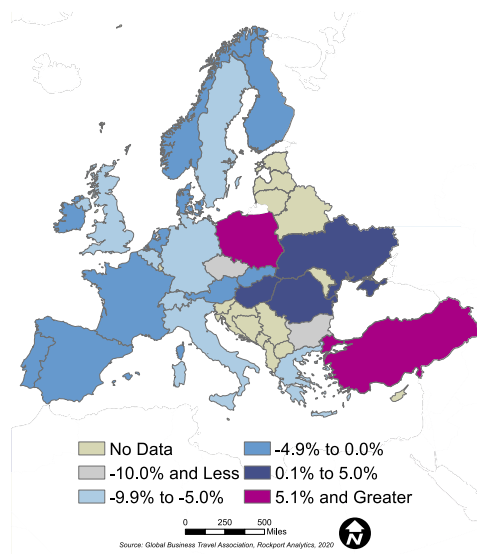 No Data
-4.9% to 0.0%
-10.0% and Less
0.1% to 5.0%
-9.9% to -5.0%
5.1% and Greater
0 250 500
Miles
N
Source: Global Business Travel Association, Rockport Analytics, 2020